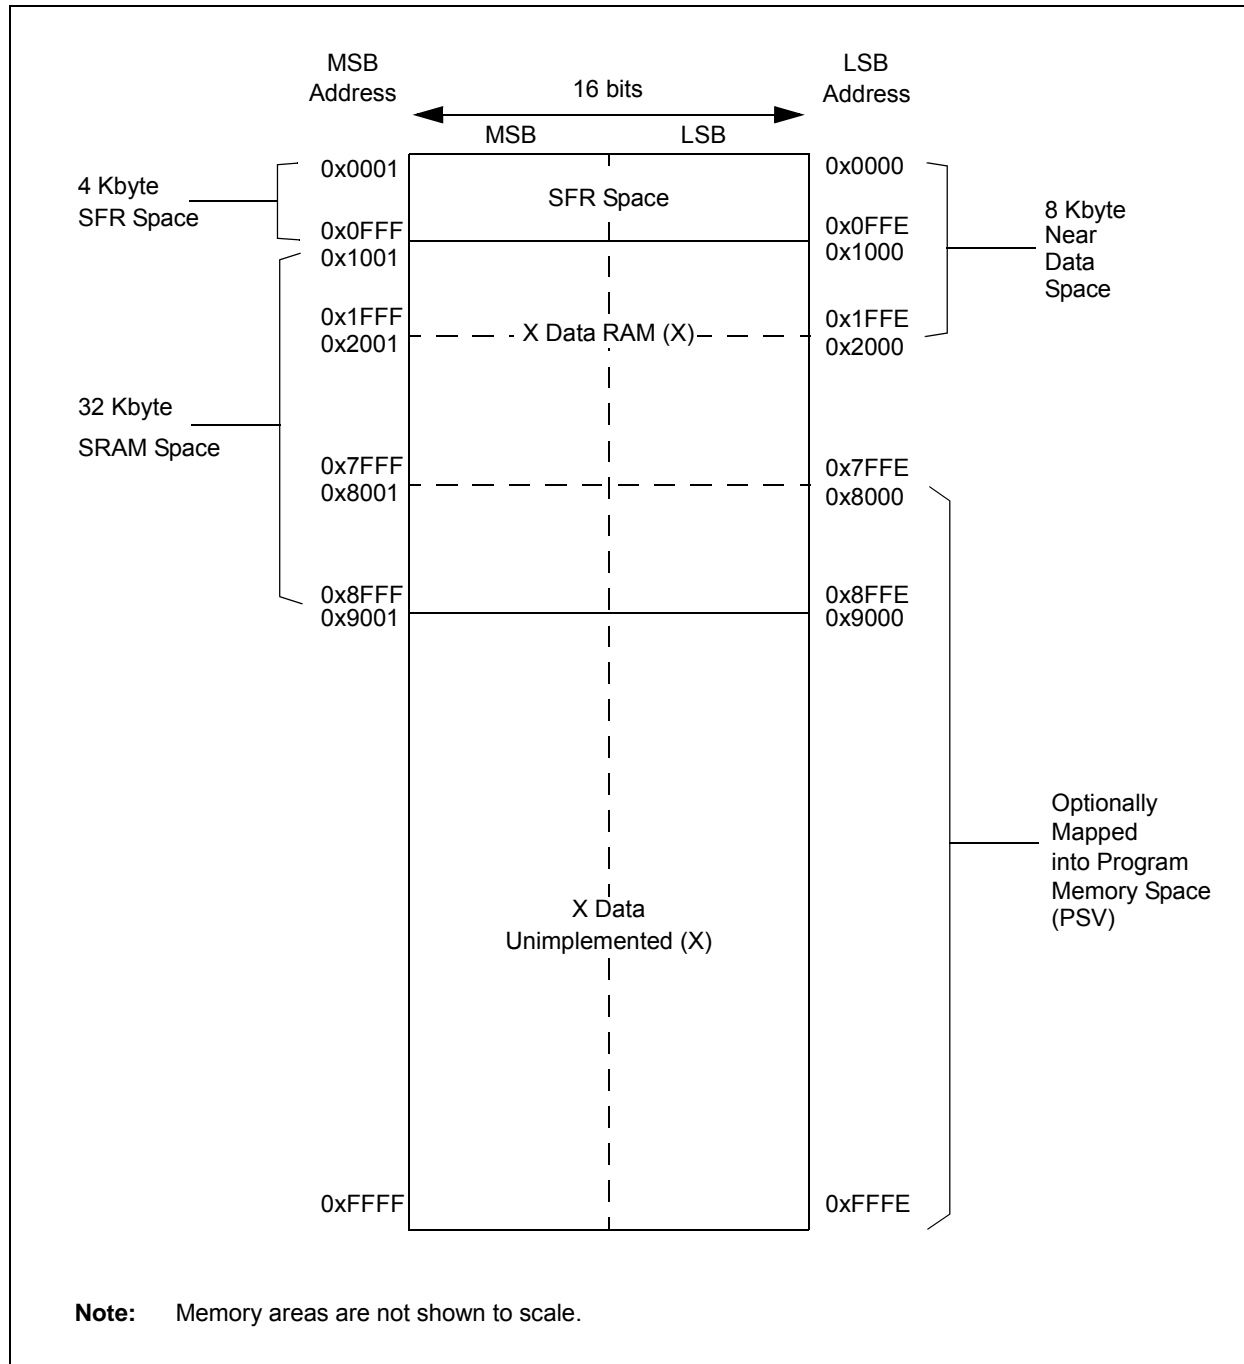 MSB
Address
16 bits
LSB
Address
MSB
LSB
4 Kbyte
SFR Space
0x0001
0x0FFF
0x1001
0x1FFF
0x2001
32 Kbyte
SRAM Space
0x7FFF
0x8001
0x8FFF
0x9001
0xFFFF
SFR Space
X Data RAM (X)
X Data
Unimplemented (X)
0x0000
0x0FFE
0x1000
0x1FFE
0x2000
0x7FFE
0x8000
0x8FFE
0x9000
0xFFFE
8 Kbyte
Near
Data
Space
Optionally
Mapped
into Program
Memory Space
(PSV)
Note: Memory areas are not shown to scale.